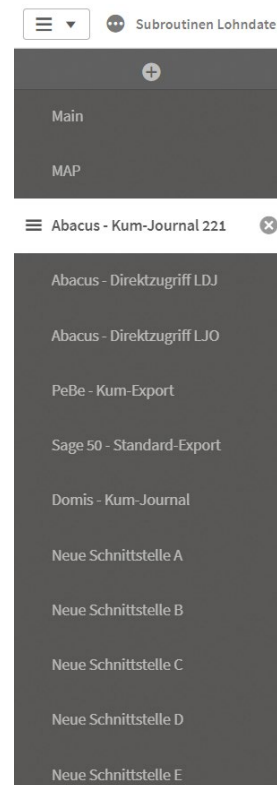 Subroutinen Lohndate
Main
MAP
Abacus - Kum-Journal 221
Abacus - Direktzugriff LDJ
Abacus - Direktzugriff LJO
PeBe - Kum-Export
Sage 50 - Standard-Export
Domis - Kum-Journal
Neue Schnittstelle A
Neue Schnittstelle B
Neue Schnittstelle C
Neue Schnittstelle D
Neue Schnittstelle E